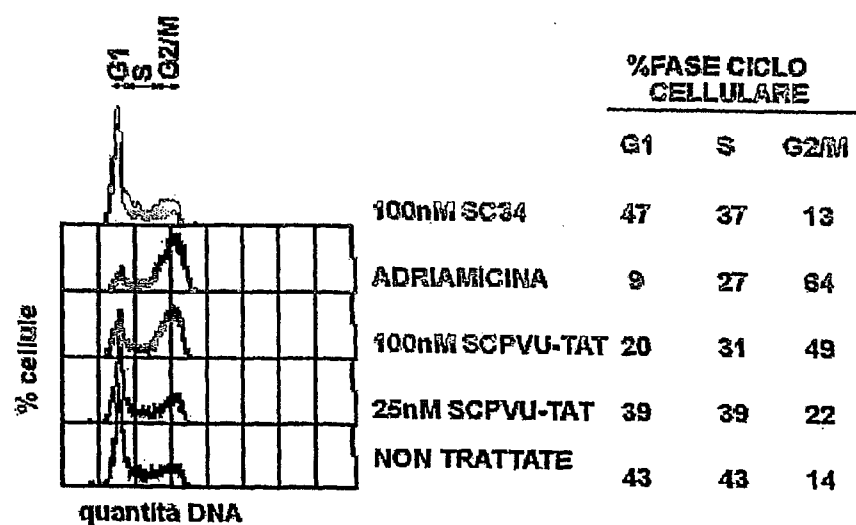 G1 S G2/M
%FASE CICLO
CELLULARE
G1 S G2/M
100nM SC34 47 37 13
ADRIAMICINA 9 27 64
100nM SCPVU-TAT 20 31 49
25nM SCPVU-TAT 39 39 22
NON TRATTATE 43 43 14
% cellule
quantità DNA